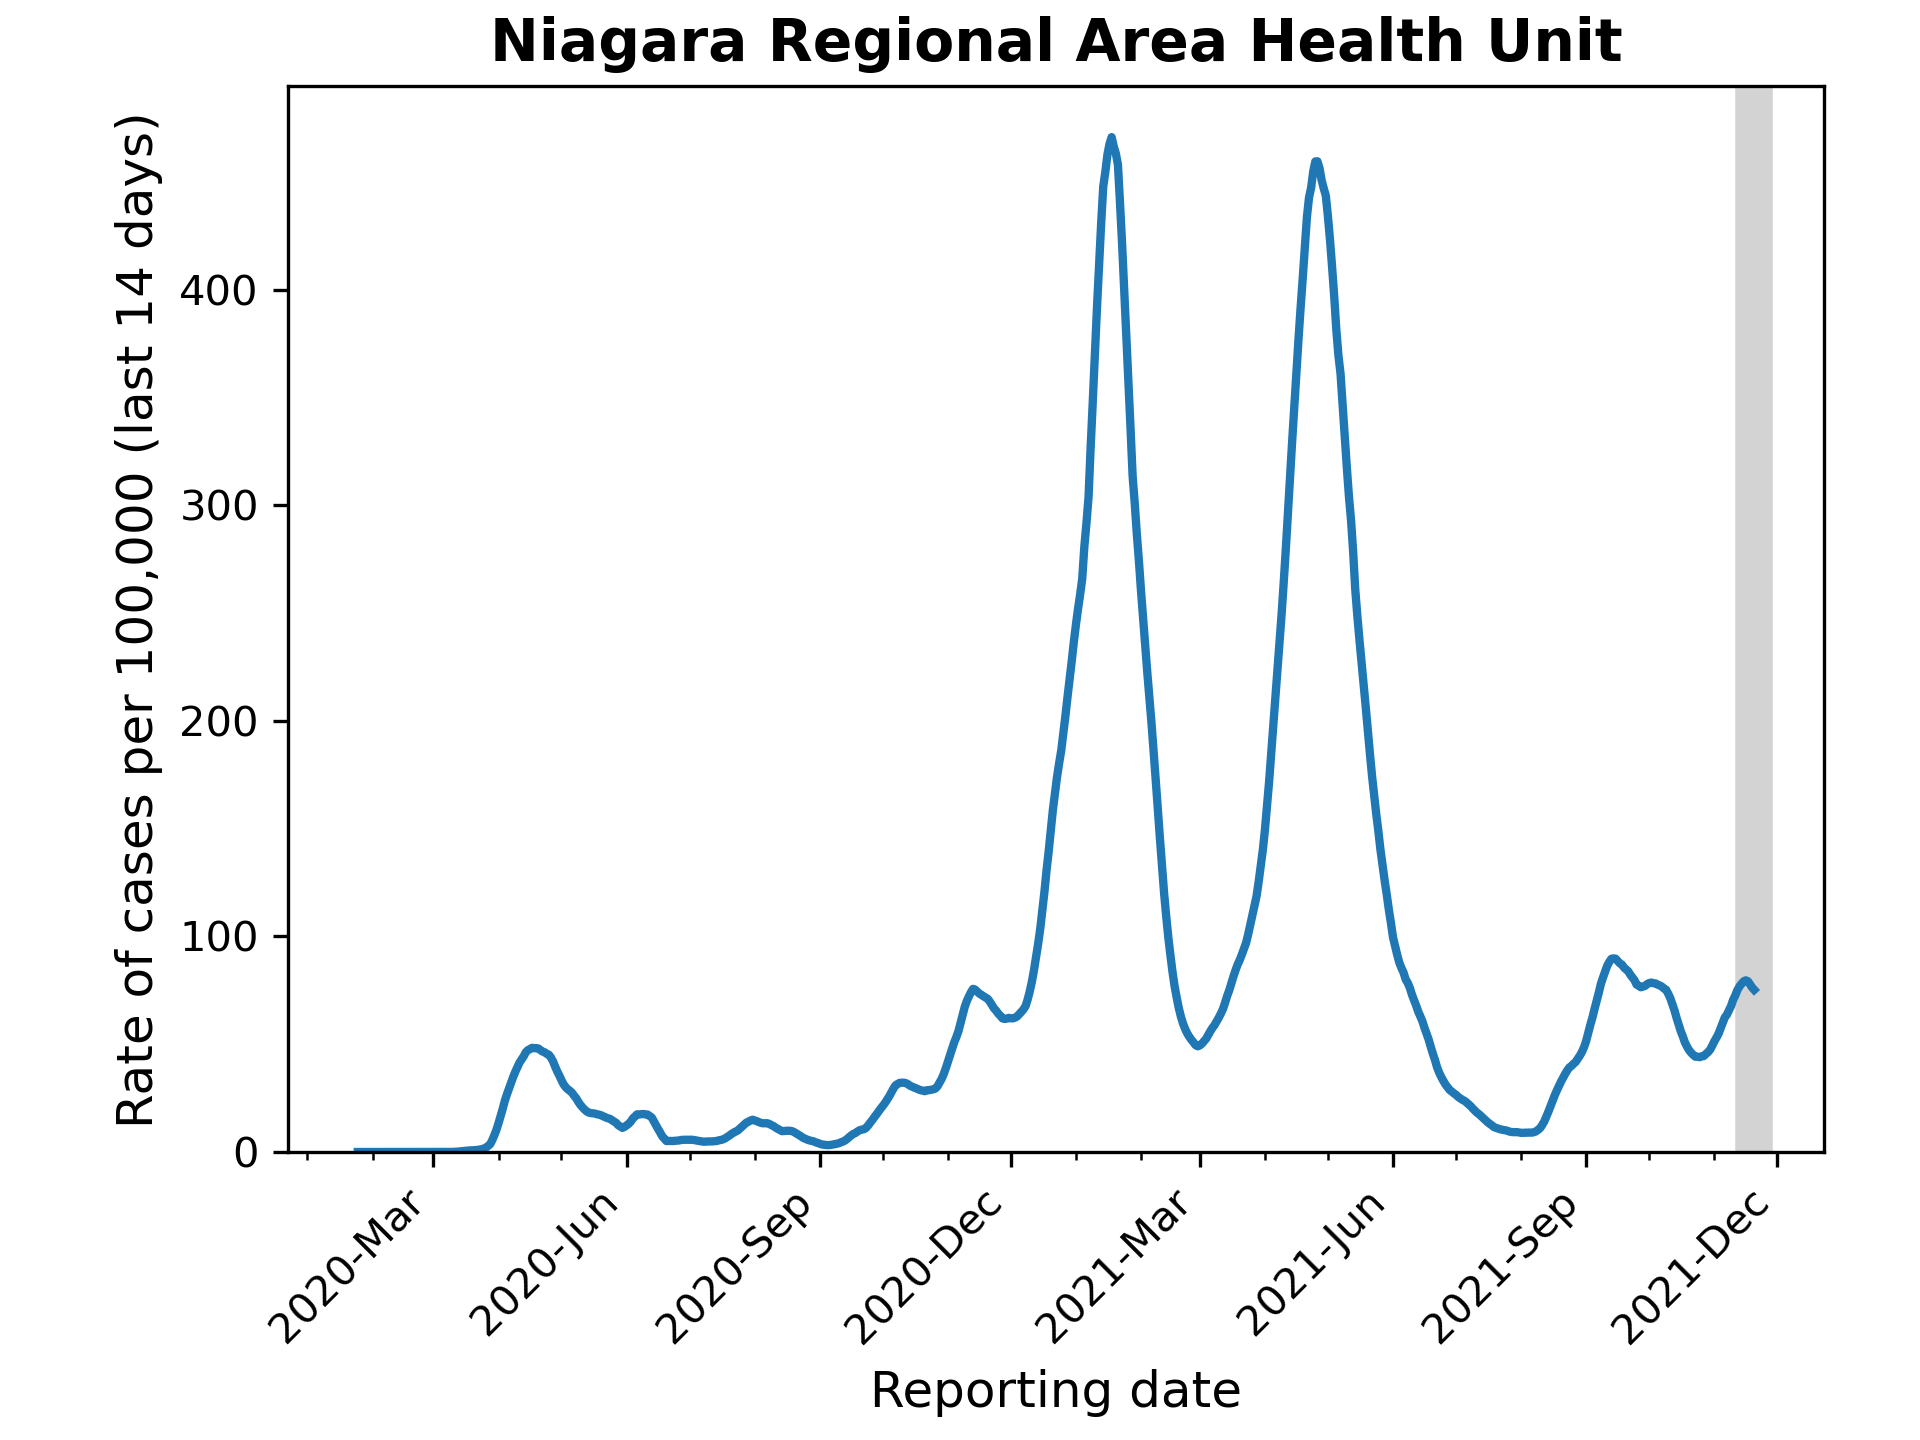 Niagara Regional Area Health Unit
Rate of cases per 100,000 (last 14 days)
400
300
200
100
0
2020-Mar
2020-Jun
2020-Sep
2020-Dec
2021-Mar
2021-Jun
2021-Sep
2021-Dec
Reporting date